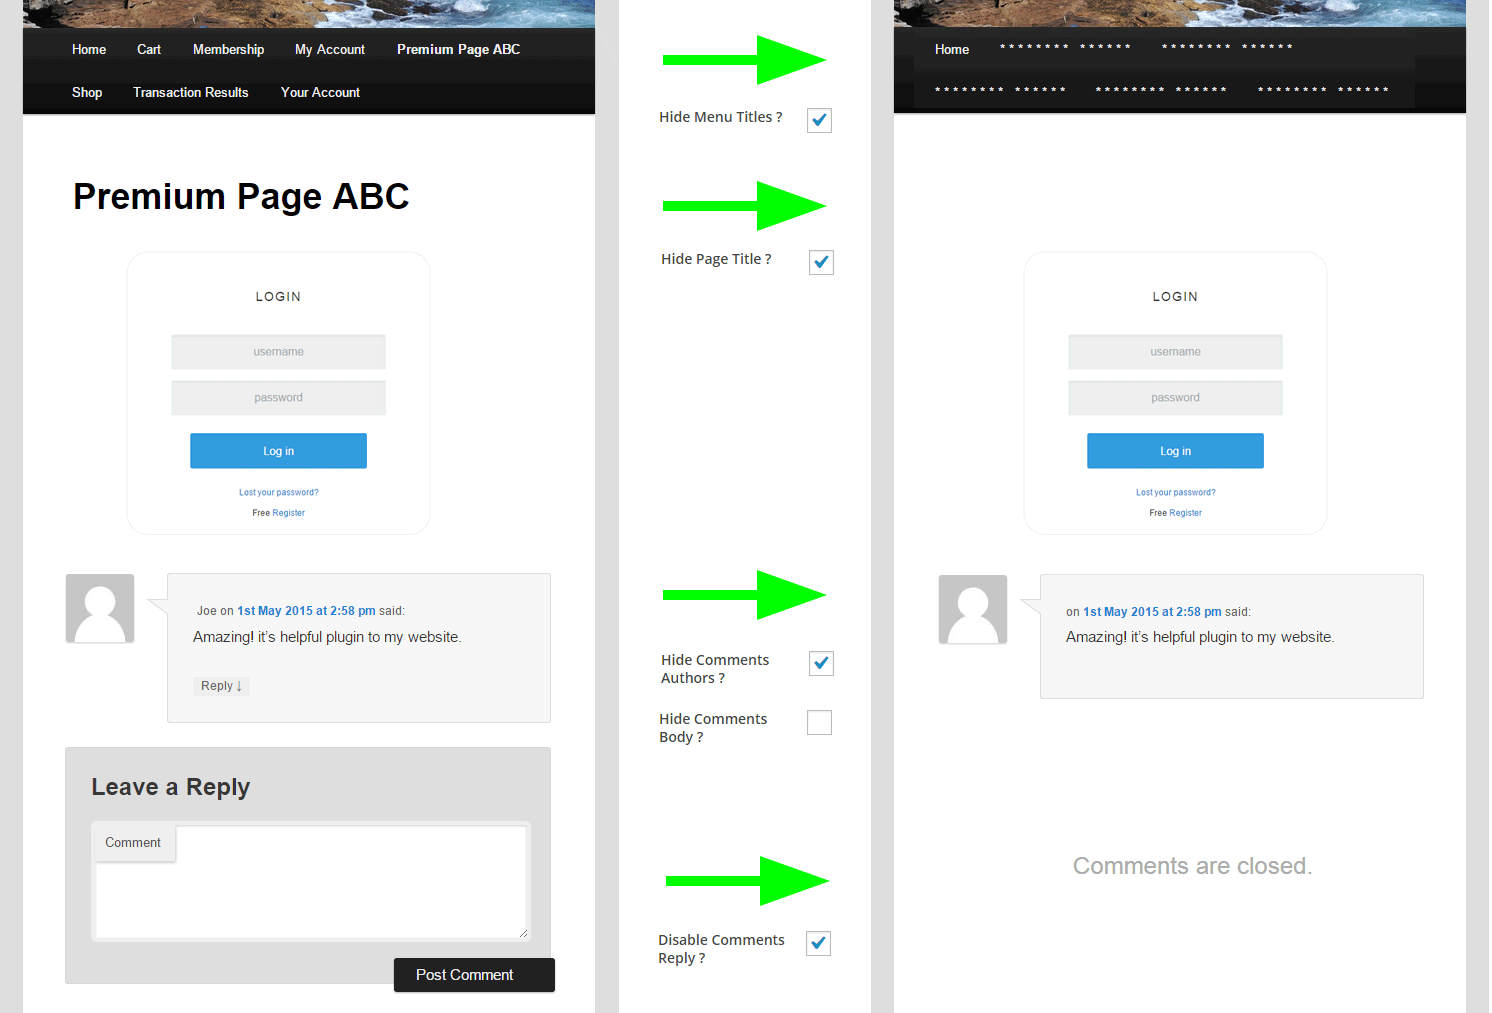 Home Cart Membership My Account Premium Page ABC
Shop Transaction Results Your Account
Premium Page ABC
LOGIN
username
password
Log in
Lost your password?
Free Register
Joe on 1st May 2015 at 2:58 pm said:
Amazing! it’s helpful plugin to my website.
Reply ↓
Leave a Reply
Comment
Post Comment
Hide Menu Titles ?
Hide Page Title ?
Hide Comments
Authors ?
Hide Comments
Body ?
Disable Comments
Reply ?
Home ******** ****** ******** ******
******** ****** ******** ****** ******** ******
LOGIN
username
password
Log in
Lost your password?
Free Register
on 1st May 2015 at 2:58 pm said:
Amazing! it’s helpful plugin to my website.
Comments are closed.